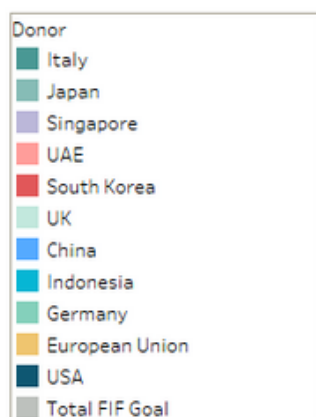 Donor
Italy
Japan
Singapore
UAE
South Korea
UK
China
Indonesia
Germany
European Union
USA
Total FIF Goal